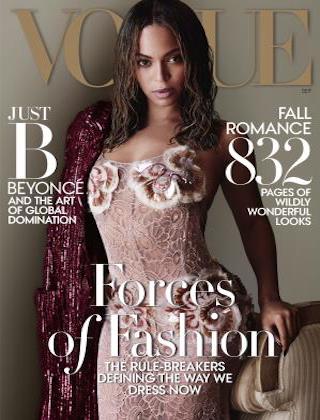 VOGUE
SEP
JUST
B
BEYONCÉ
AND THE ART
OF GLOBAL
DOMINATION
FALL
ROMANCE
832
PAGES OF
WILDLY
WONDERFUL
LOOKS
Forces
of Fashion
THE RULE-BREAKERS
DEFINING THE WAY WE
DRESS NOW